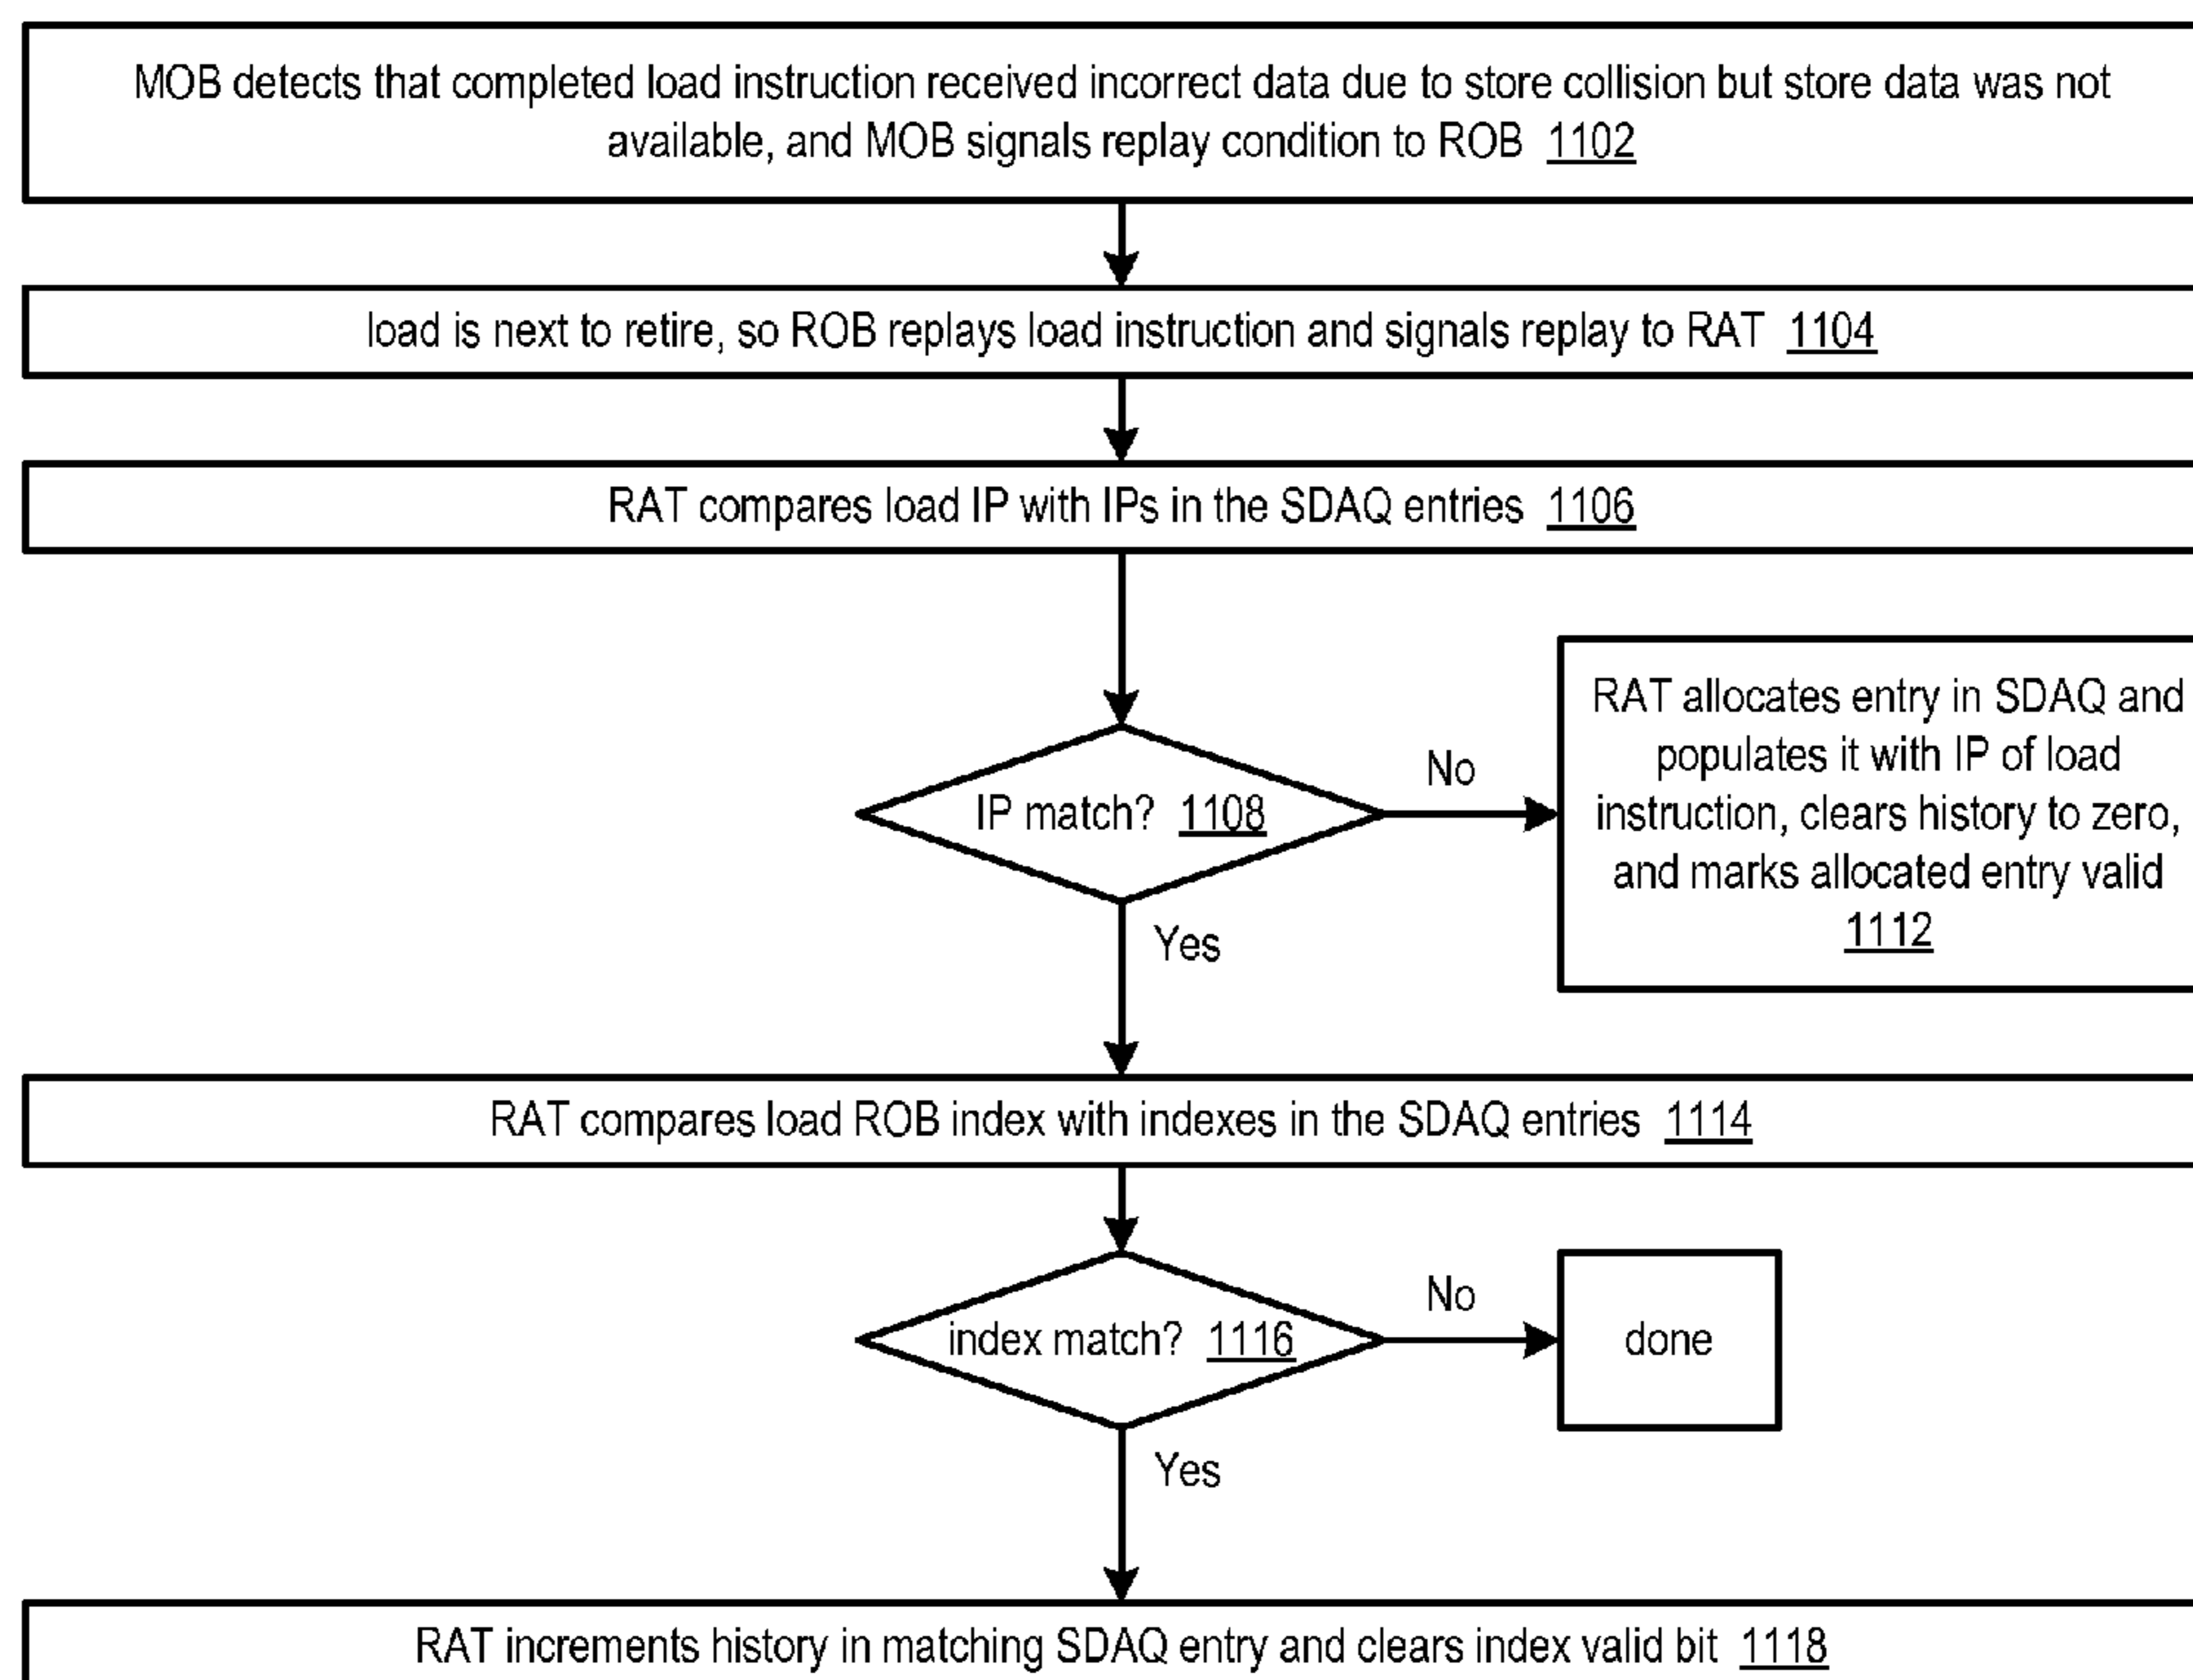 MOB detects that completed load instruction received incorrect data due to store collision but store data was not
available, and MOB signals replay condition to ROB 1102
load is next to retire, so ROB replays load instruction and signals replay to RAT 1104
RAT compares load IP with IPs in the SDAQ entries 1106
IP match? 1108
No
RAT allocates entry in SDAQ and
populates it with IP of load
instruction, clears history to zero,
and marks allocated entry valid
1112
Yes
RAT compares load ROB index with indexes in the SDAQ entries 1114
index match? 1116
No
done
Yes
RAT increments history in matching SDAQ entry and clears index valid bit 1118